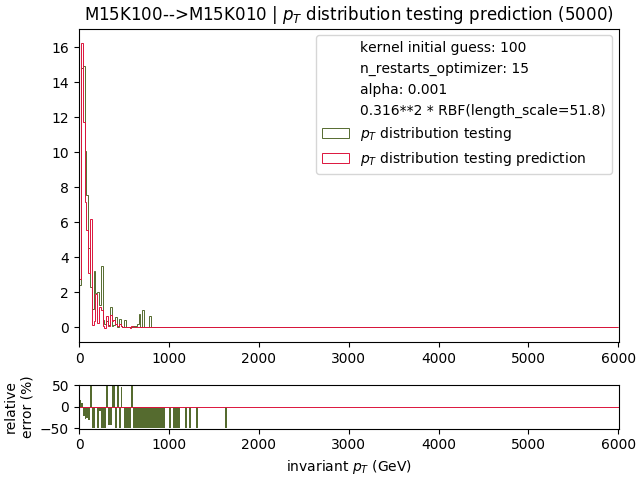 M15K100-->M15K010 | p_T distribution testing prediction (5000)
kernel initial guess: 100
n_restarts_optimizer: 15
alpha: 0.001
0.316**2 * RBF(length_scale=51.8)
p_T distribution testing
p_T distribution testing prediction
16
14
12
10
8
6
4
2
0
0 1000 2000 3000 4000 5000 6000
relative
error (%)
50
0
−50
0 1000 2000 3000 4000 5000 6000
invariant p_T (GeV)